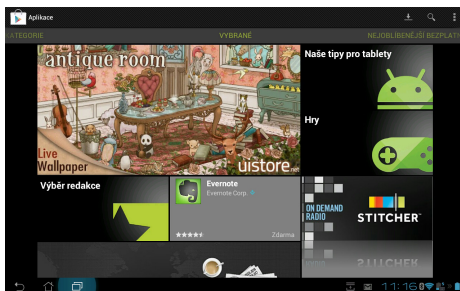 Aplikace
KATEGORIE
VYBRANÉ
NEJOBLÍBENĚJŠÍ BEZPLAT
antique room
Live
Wallpaper
uistore.net
Naše tipy pro tablety
Hry
Výběr redakce
Evernote
Evernote Corp.
Zdarma
ON DEMAND
RADIO
STITCHER
11:16